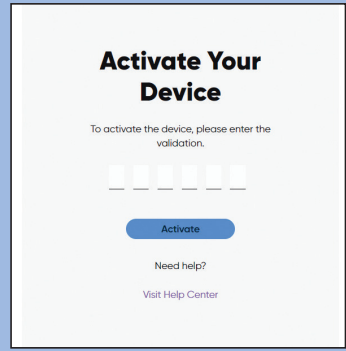 Activate Your
Device
To activate the device, please enter the
validation.
Activate
Need help?
Visit Help Center